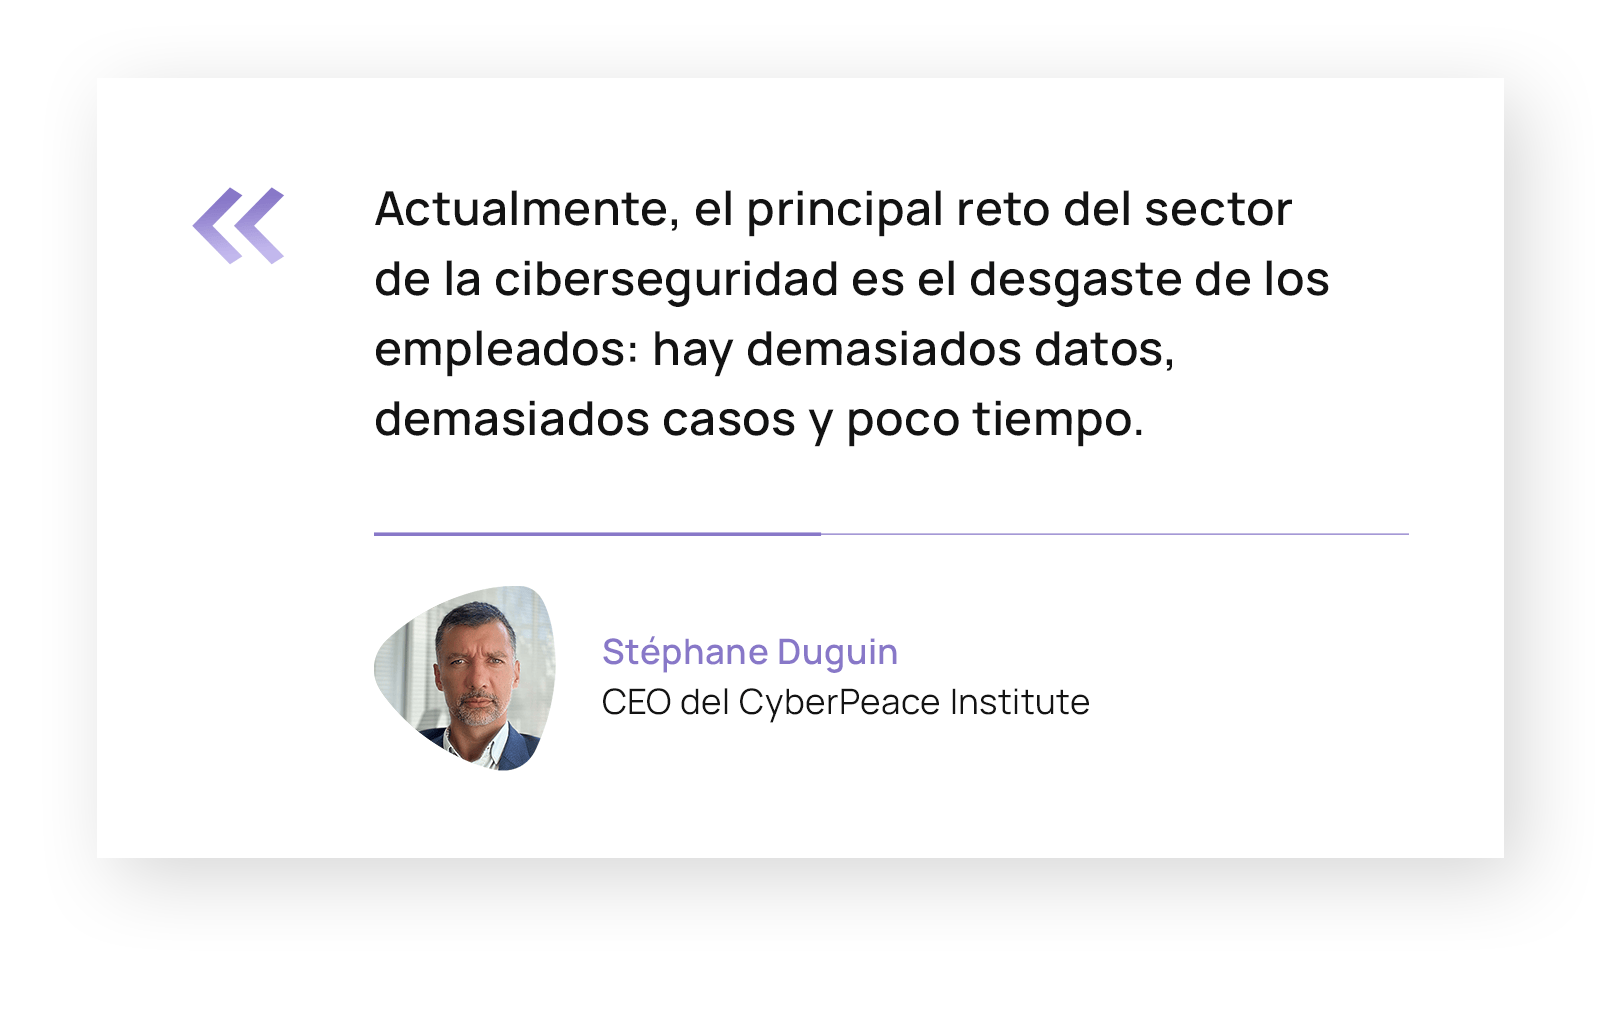 «
Actualmente, el principal reto del sector
de la ciberseguridad es el desgaste de los
empleados: hay demasiados datos,
demasiados casos y poco tiempo.
Stéphane Duguin
CEO del CyberPeace Institute